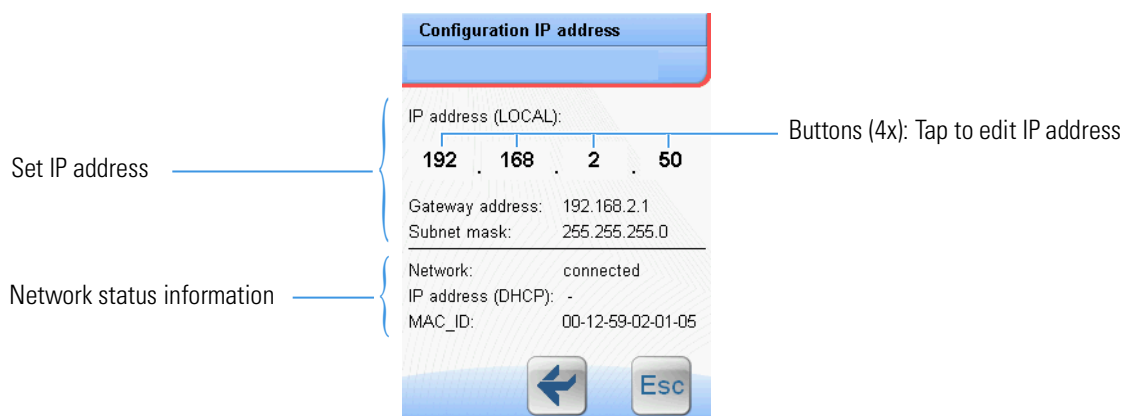 Configuration IP address
IP address (LOCAL):
Buttons (4x): Tap to edit IP address
192 . 168 . 2 . 50
Set IP address
Gateway address: 192.168.2.1
Subnet mask: 255.255.255.0
Network: connected
Network status information
IP address (DHCP): -
MAC_ID: 00-12-59-02-01-05
Esc